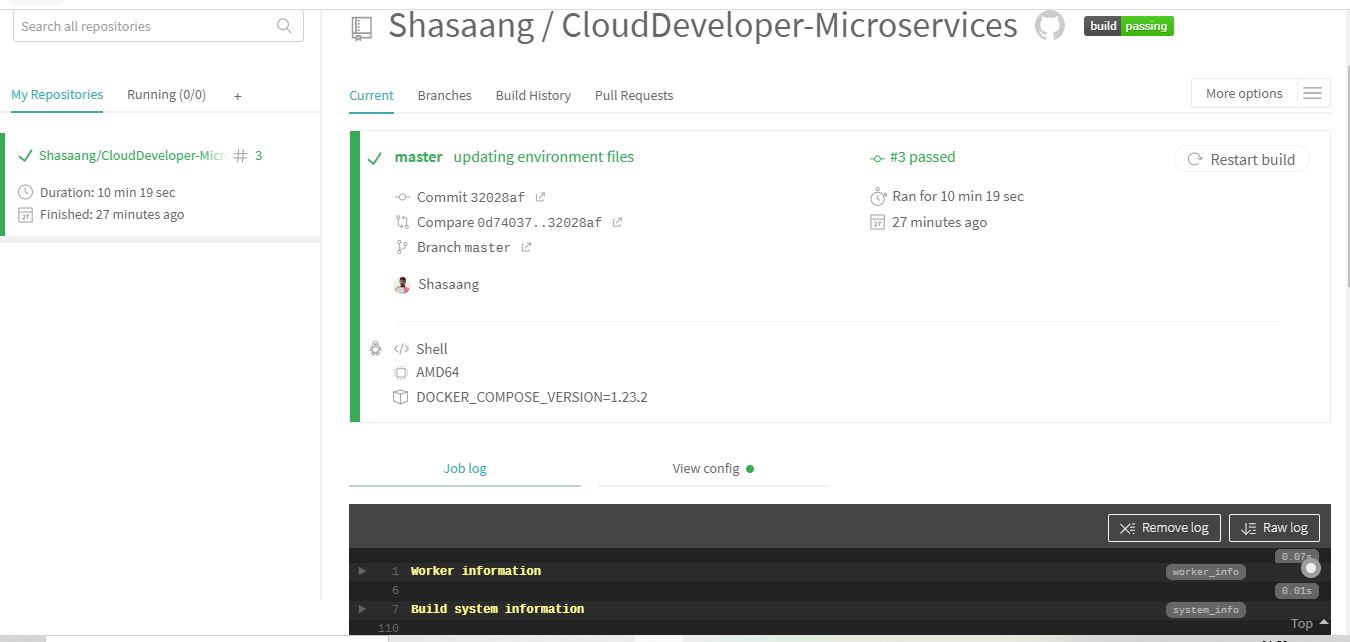 Search all repositories
My Repositories
Running (0/0)
+
Shasaang/CloudDeveloper-Micr
# 3
Duration: 10 min 19 sec
27
Finished: 27 minutes ago
Shasaang / CloudDeveloper-Microservices
build passing
Current
Branches
Build History
Pull Requests
More options
master updating environment files
#3 passed
Restart build
Commit 32028af
Ran for 10 min 19 sec
Compare 0d74037..32028af
27
27 minutes ago
Branch master
Shasaang
</> Shell
AMD64
DOCKER_COMPOSE_VERSION=1.23.2
Job log
View config
Remove log
Raw log
0.07s
1 Worker information
worker_info
6
0.01s
7 Build system information
system_info
110
Top